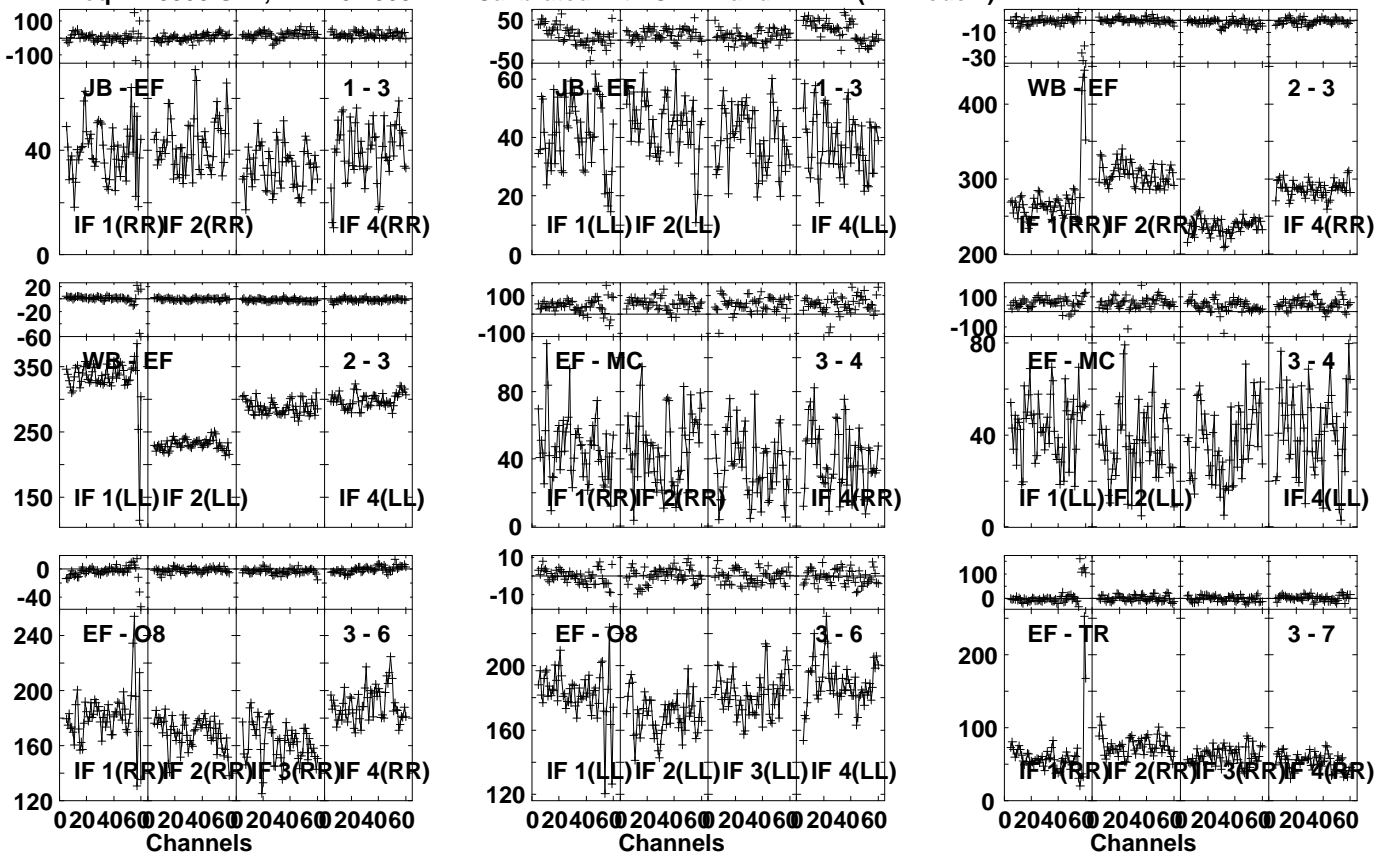 100
-100
JB - EF 1 - 3
40
0
IF 1(RR) IF 2(RR) IF 4(RR)
50
-50
60
40
20
0
JB - EF 1 - 3
IF 1(LL) IF 2(LL) IF 4(LL)
-10
-30
400
300
200
WB - EF 2 - 3
IF 1(RR) IF 2(RR) IF 4(RR)
20
-20
-60
350
250
150
WB - EF 2 - 3
IF 1(LL) IF 2(LL) IF 4(LL)
100
-100
80
40
0
EF - MC 3 - 4
IF 1(RR) IF 2(RR) IF 4(RR)
100
-100
80
40
0
EF - MC 3 - 4
IF 1(LL) IF 2(LL) IF 4(LL)
0
-40
240
200
160
120
EF - O8 3 - 6
IF 1(RR) IF 2(RR) IF 3(RR) IF 4(RR)
0 20 40 60 0 20 40 60 0 20 40 60 0 20 40 60
Channels
10
-10
240
200
160
120
EF - O8 3 - 6
IF 1(LL) IF 2(LL) IF 3(LL) IF 4(LL)
0 20 40 60 0 20 40 60 0 20 40 60 0 20 40 60
Channels
100
0
200
100
0
EF - TR 3 - 7
IF 1(RR) IF 2(RR) IF 3(RR) IF 4(RR)
0 20 40 60 0 20 40 60 0 20 40 60 0 20 40 60
Channels